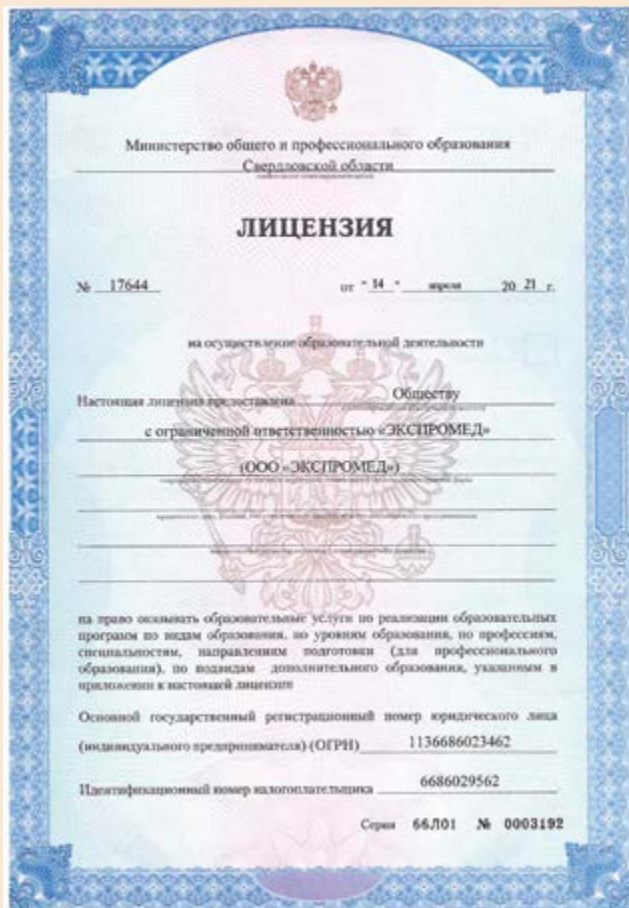 Министерство общего и профессионального образования
Свердловской области
ЛИЦЕНЗИЯ
№ 17644 от " 14 " апреля 20 21 г.
на осуществление образовательной деятельности
Настоящая лицензия предоставлена Обществу
с ограниченной ответственностью «ЭКСПРОМЕД»
(ООО «ЭКСПРОМЕД»)
на право оказывать образовательные услуги по реализации образовательных
программ по видам образования, по уровням образования, по профессиям,
специальностям, направлениям подготовки (для профессионального
образования), по подвидам дополнительного образования, указанным в
приложении к настоящей лицензии
Основной государственный регистрационный номер юридического лица
(индивидуального предпринимателя) (ОГРН) 1136686023462
Идентификационный номер налогоплательщика 6686029562
Серия 66Л01 № 0003192